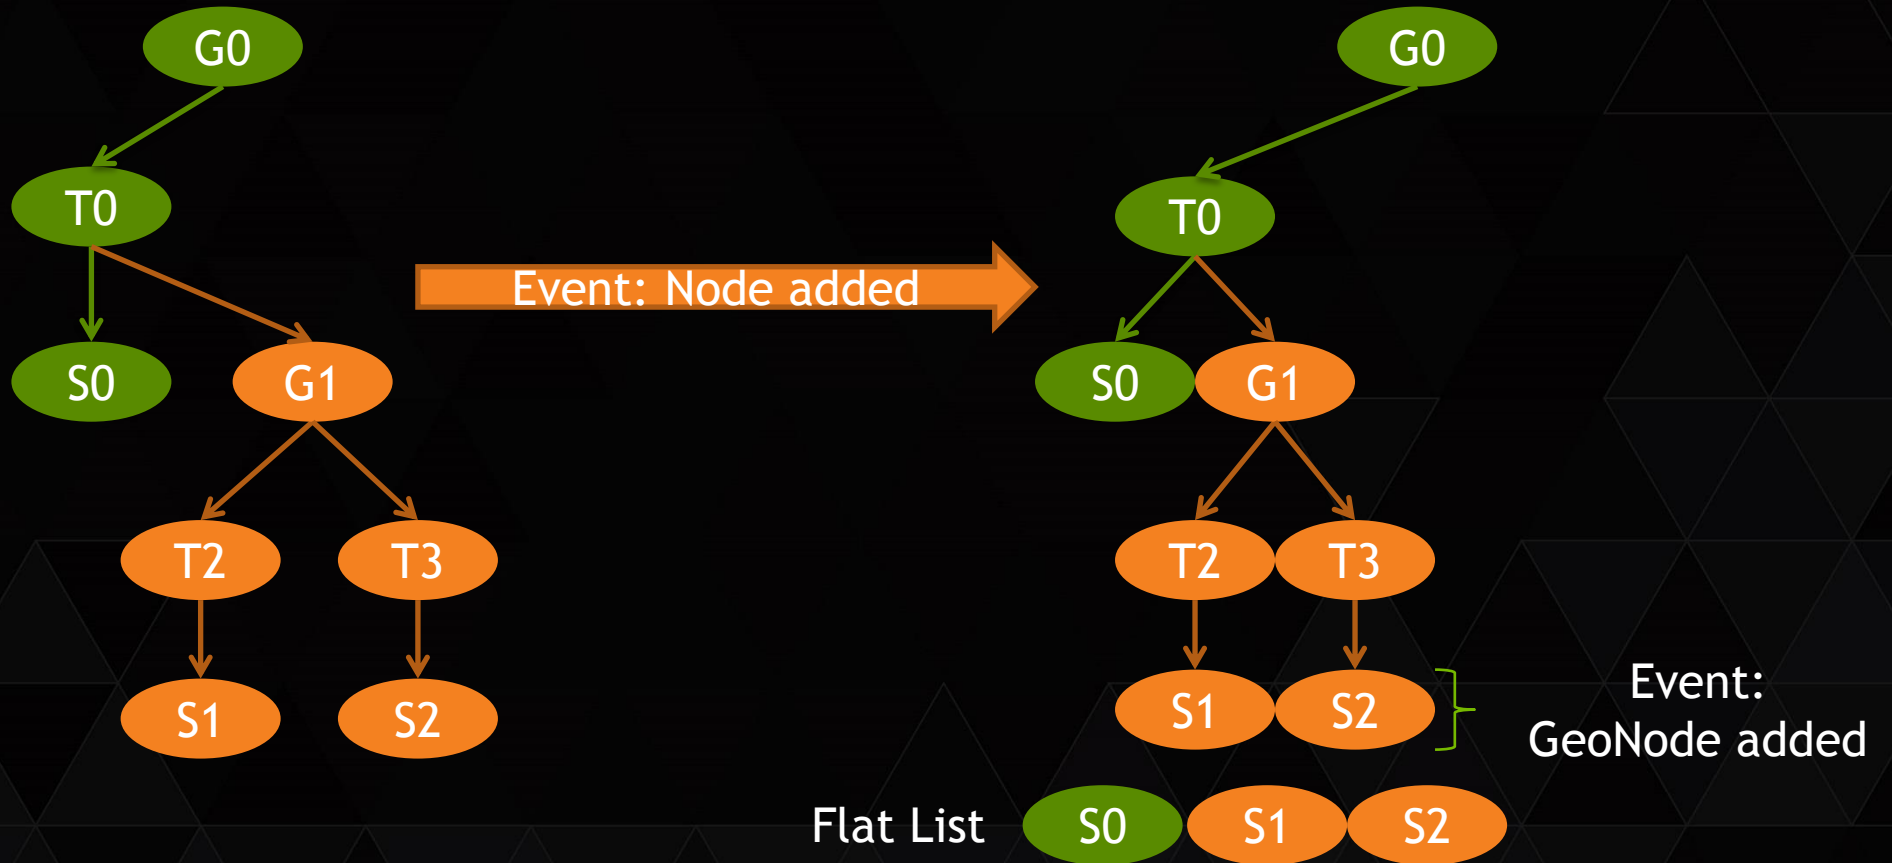 G0
T0
S0
G1
T2
T3
S1
S2
Event: Node added
G0
T0
S0
G1
T2
T3
S1
S2
Event:
GeoNode added
Flat List
S0
S1
S2